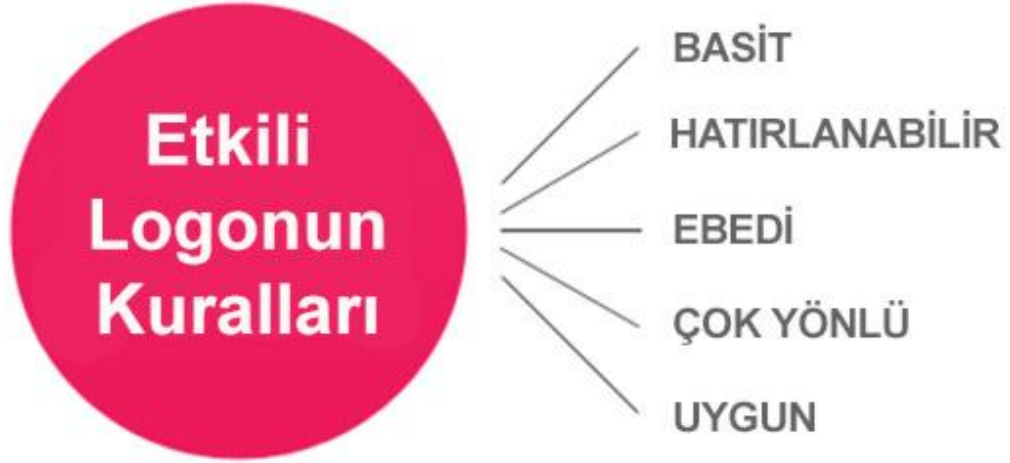 Etkili
Logonun
Kuralları
BASİT
HATIRLANABİLİR
EBEDİ
ÇOK YÖNLÜ
UYGUN